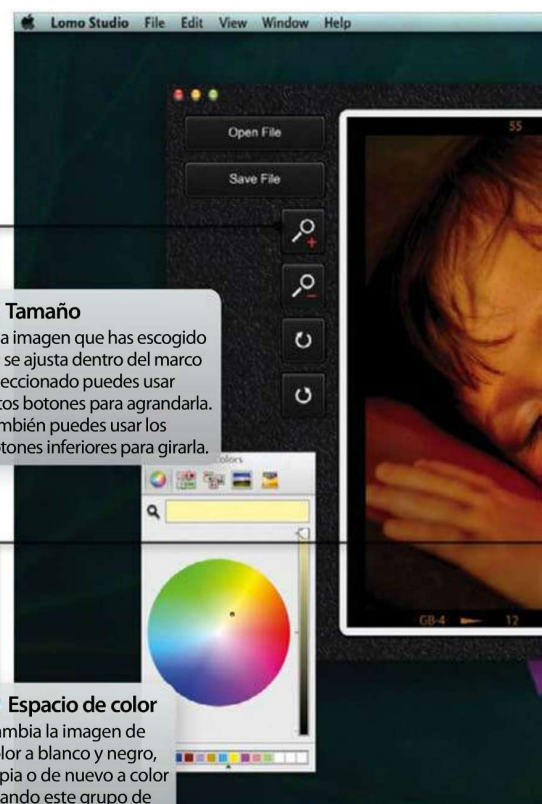 Lomo Studio File Edit View Window Help
Open File
Save File
55
Tamaño
a imagen que has escogido
se ajusta dentro del marco
eccionado puedes usar
tos botones para agrandarla.
mbién puedes usar los
tones inferiores para girarla.
olors
GB-4 12
Espacio de color
mbia la imagen de
olor a blanco y negro,
pia o de nuevo a color
ando este grupo de